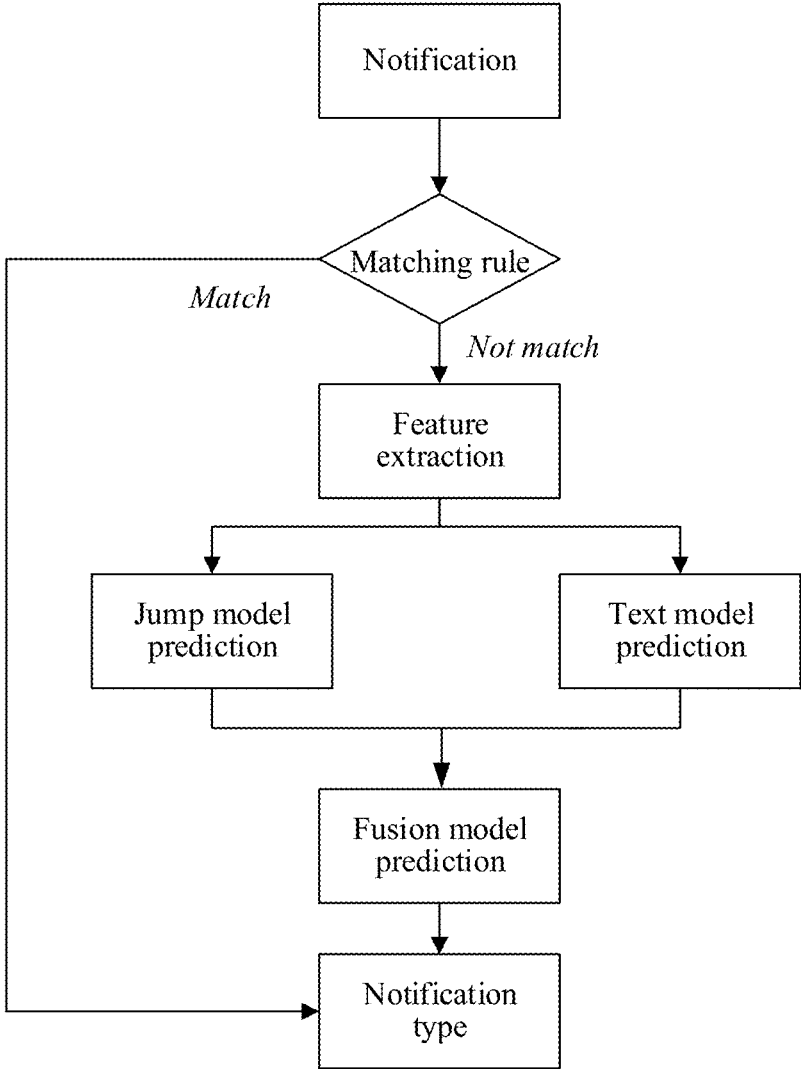 Notification
Matching rule
Match
Not match
Feature
extraction
Jump model
prediction
Text model
prediction
Fusion model
prediction
Notification
type